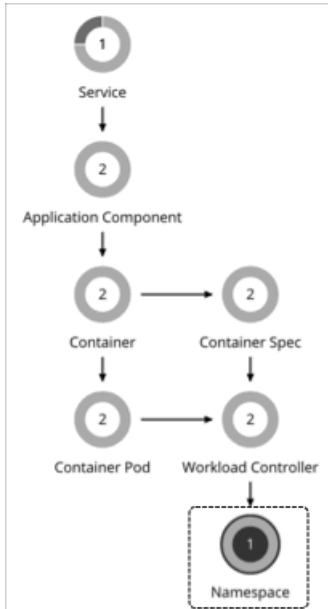 1
Service
2
Application Component
2
2
Container
Container Spec
2
2
Container Pod
Workload Controller
1
Namespace